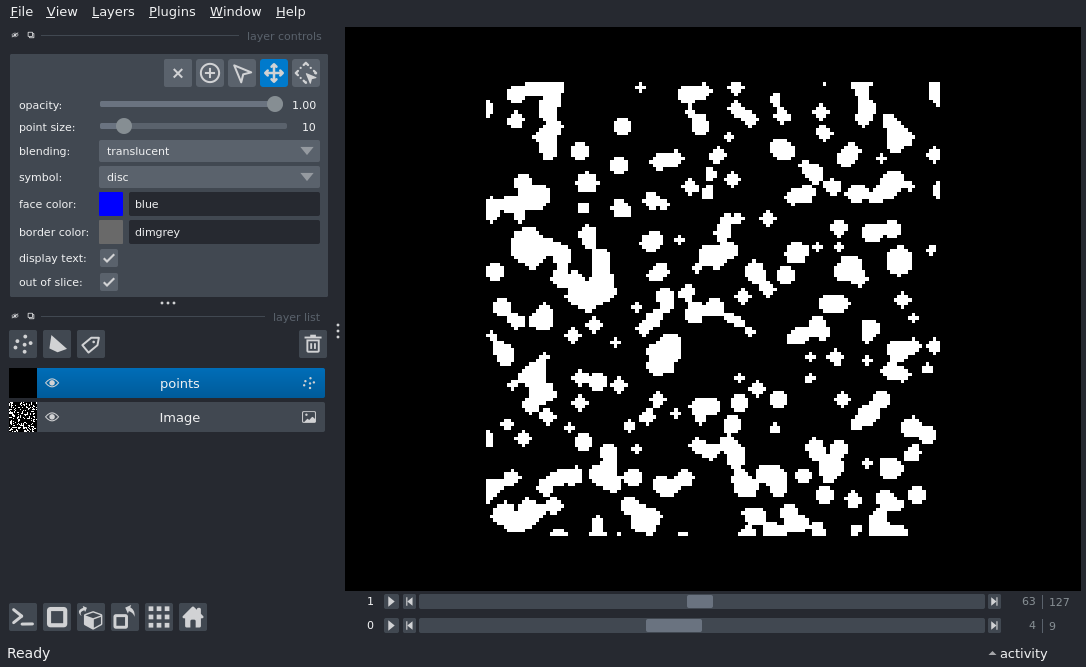 File View Layers Plugins Window Help
layer controls
opacity: 1.00
point size: 10
blending: translucent
symbol: disc
face color: blue
border color: dimgrey
display text:
out of slice:
layer list
points
Image
1 63 | 127
0 4 | 9
Ready activity